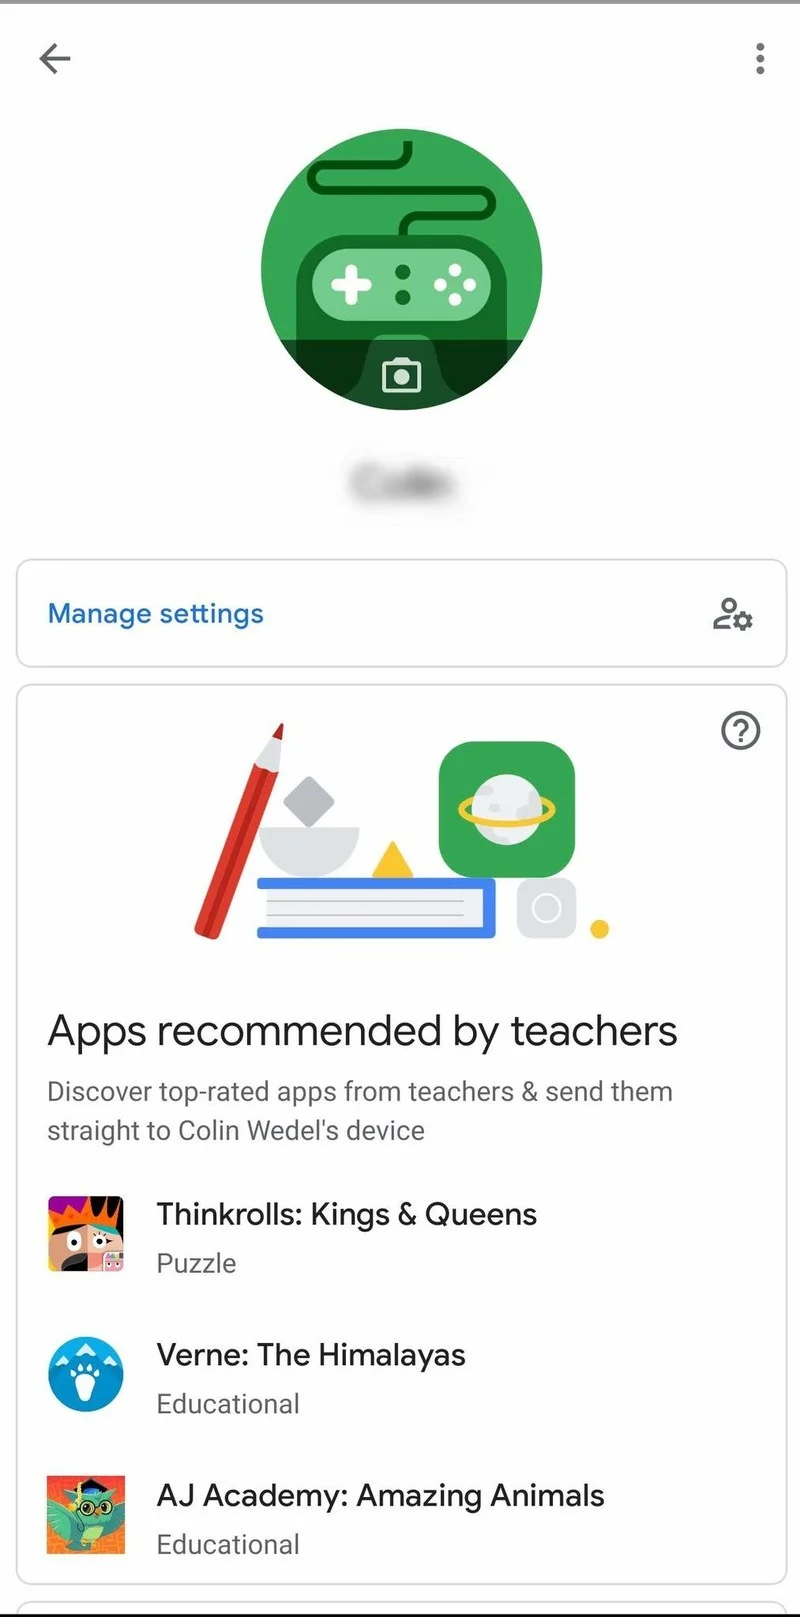 Manage settings
Apps recommended by teachers
Discover top-rated apps from teachers & send them
straight to Colin Wedel's device
Thinkrolls: Kings & Queens
Puzzle
Verne: The Himalayas
Educational
AJ Academy: Amazing Animals
Educational